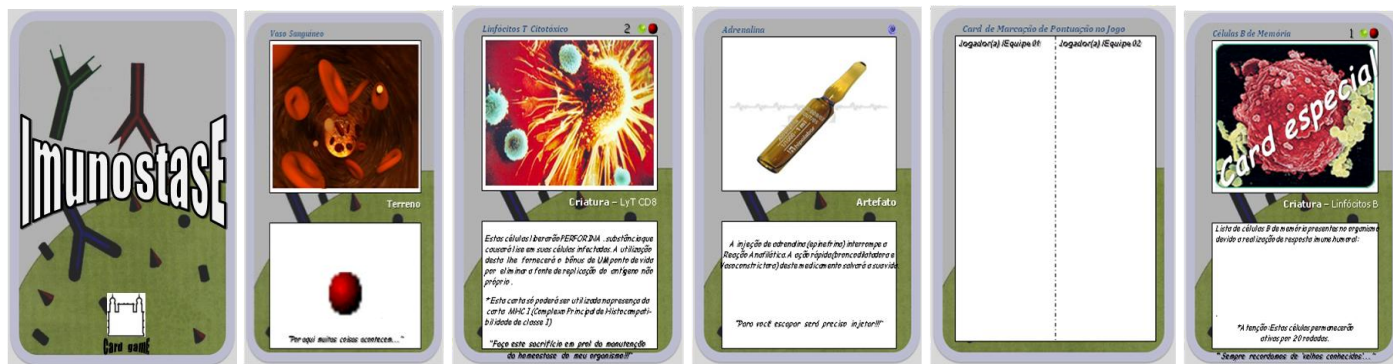 ImunostasE
Card gamE
Vaso Sanguíneo
Terreno
"Por aqui muitas coisas acontecem..."
Linfócitos T Citotóxico 2
Criatura – LyT CD8
Estas células liberarão PERFORINA, substância que
causará lise em suas células infectadas. A utilização
desta lhe fornecerá o bônus de UM ponto de vida
por eliminar a fonte de replicação do antígeno não
próprio.
*Esta carta só poderá ser utilizada na presença da
carta MHC I (Complexo Principal de Histocompati-
bilidade de classe I)
"Faço este sacrifício em prol da manutenção
da homeostase do meu organismo!!!"
Adrenalina @
Artefato
A injeção de adrenalina (epinefrina) interrompe a
Reação Anafilática. A ação rápida (broncodilatadora e
Vasoconstrictora) deste medicamento salvará a sua vida.
"Para você escapar será preciso injetar!!!"
Card de Marcação de Pontuação no Jogo
Jogador(a) /Equipe 01: Jogador(a) /Equipe 02:
Células B de Memória 1
Card especial
Criatura – Linfócitos B
Lista de células B de memória presentes no organismo
devido a realização de resposta imune humoral:
*Atenção: Estas células permanecerão
ativas por 20 rodadas.
"Sempre recordamos de 'velhos conhecidos'..."